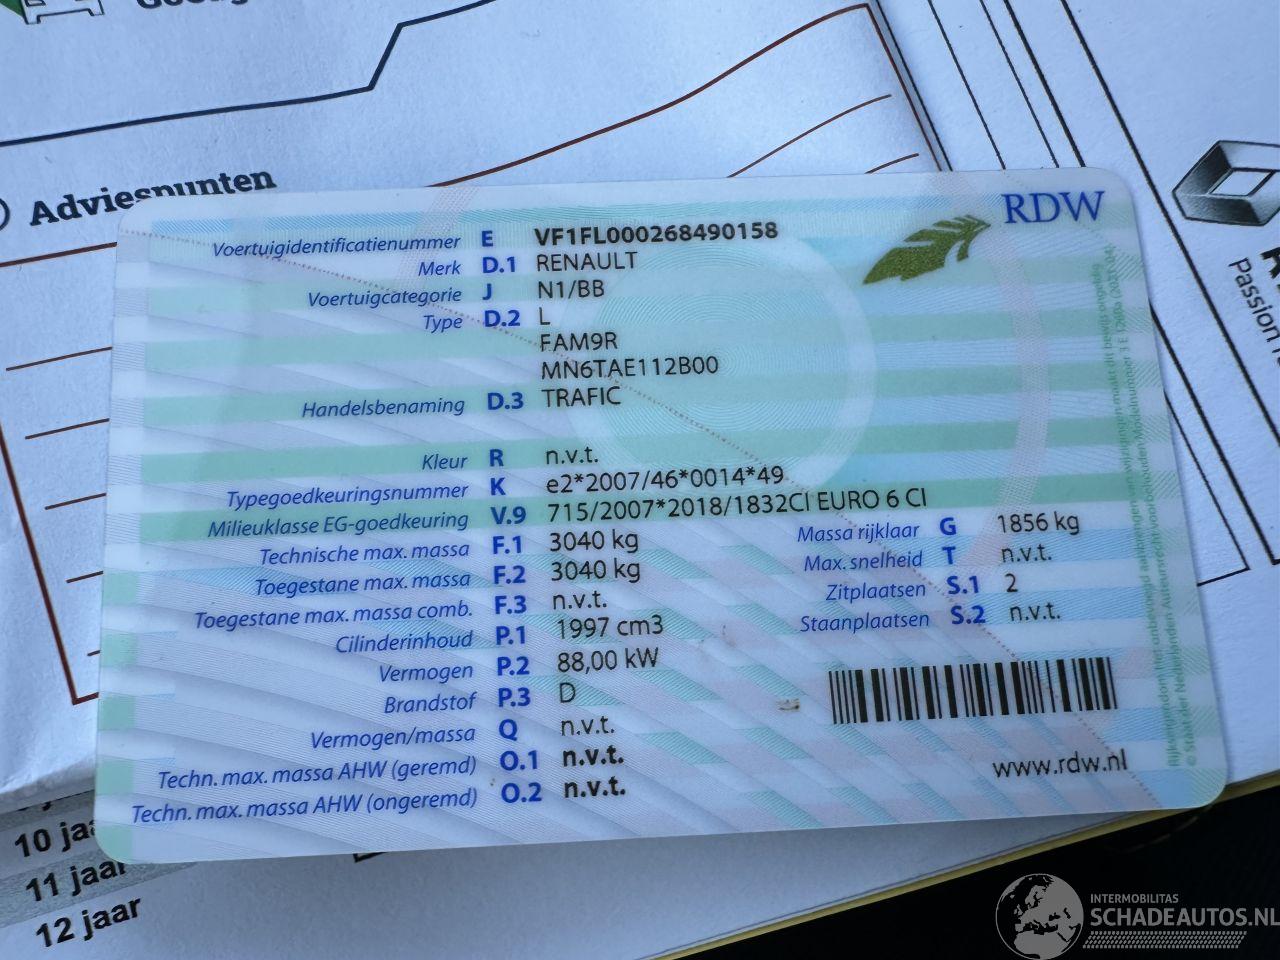 Adviespunten
RDW
Voertuigidentificatienummer E VF1FL000268490158
Merk D.1 RENAULT
Voertuigcategorie J N1/BB
Type D.2 L
FAM9R
MN6TAE112B00
Handelsbenaming D.3 TRAFIC
Kleur R n.v.t.
Typegoedkeuringsnummer K e2*2007/46*0014*49
Milieuklasse EG-goedkeuring V.9 715/2007*2018/1832CI EURO 6 CI
Technische max. massa F.1 3040 kg
Toegestane max. massa F.2 3040 kg
Toegestane max. massa comb. F.3 n.v.t.
Cilinderinhoud P.1 1997 cm3
Vermogen P.2 88,00 kW
Brandstof P.3 D
Vermogen/massa Q n.v.t.
Techn. max. massa AHW (geremd) O.1 n.v.t.
Techn. max. massa AHW (ongeremd) O.2 n.v.t.
Massa rijklaar G 1856 kg
Max. snelheid T n.v.t.
Zitplaatsen S.1 2
Staanplaatsen S.2 n.v.t.
www.rdw.nl
Passion
10 jaa
11 jaar
12 jaar
INTERMOBILITAS
SCHADEAUTOS.NL